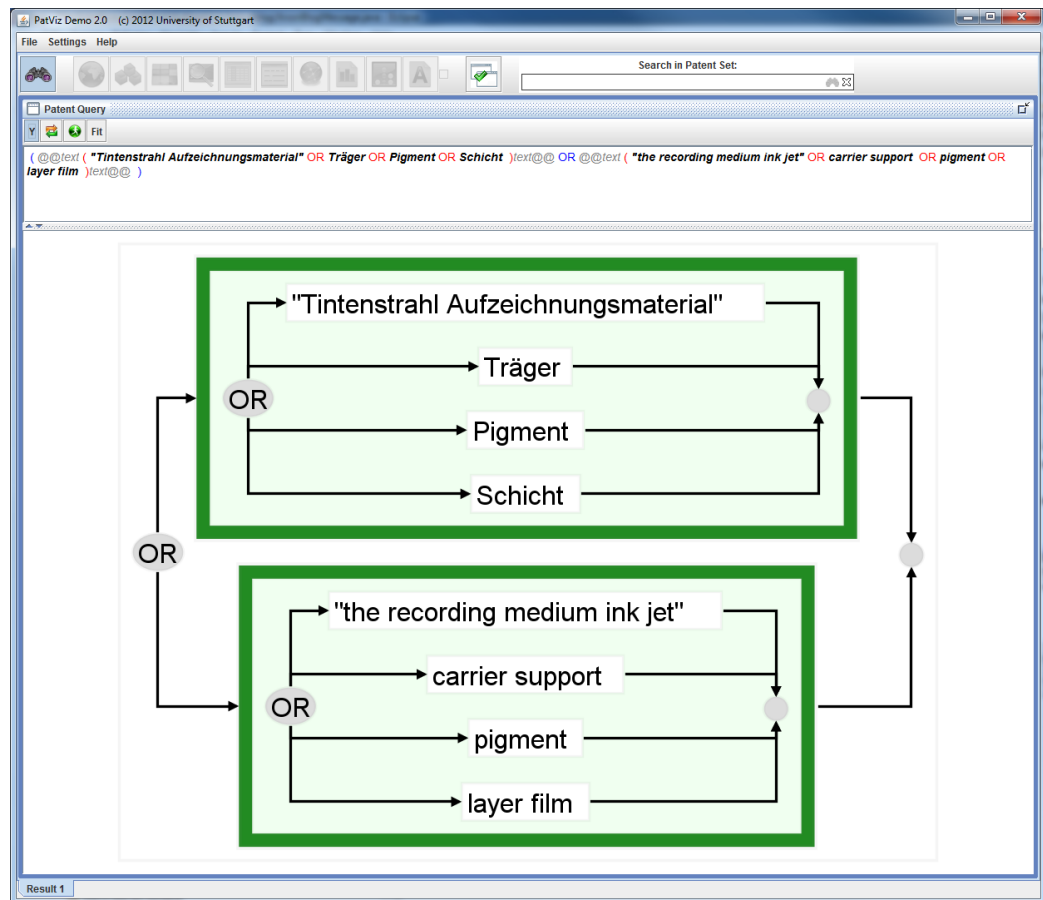 PatViz Demo 2.0 (c) 2012 University of Stuttgart
File Settings Help
Search in Patent Set:
A
Patent Query
Y Fit
( @@text ( "Tintenstrahl Aufzeichnungsmaterial" OR Träger OR Pigment OR Schicht )text@@ OR @@text ( "the recording medium ink jet" OR carrier support OR pigment OR
layer film )text@@ )
"Tintenstrahl Aufzeichnungsmaterial"
Träger
OR
Pigment
Schicht
OR
"the recording medium ink jet"
carrier support
OR
pigment
layer film
Result 1